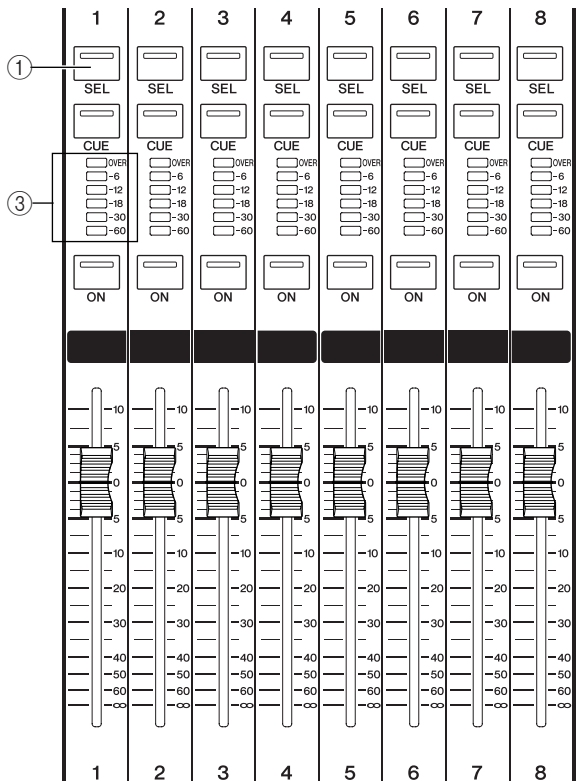 1 2 3 4 5 6 7 8
① SEL SEL SEL SEL SEL SEL SEL SEL
CUE CUE CUE CUE CUE CUE CUE CUE
OVER OVER OVER OVER OVER OVER OVER OVER
-6 -6 -6 -6 -6 -6 -6 -6
-12 -12 -12 -12 -12 -12 -12 -12
③ -18 -18 -18 -18 -18 -18 -18 -18
-30 -30 -30 -30 -30 -30 -30 -30
-60 -60 -60 -60 -60 -60 -60 -60
ON ON ON ON ON ON ON ON
10 10 10 10 10 10 10 10
5 5 5 5 5 5 5 5
0 0 0 0 0 0 0 0
5 5 5 5 5 5 5 5
10 10 10 10 10 10 10 10
20 20 20 20 20 20 20 20
30 30 30 30 30 30 30 30
40 40 40 40 40 40 40 40
50 50 50 50 50 50 50 50
60 60 60 60 60 60 60 60
∞ ∞ ∞ ∞ ∞ ∞ ∞ ∞
1 2 3 4 5 6 7 8